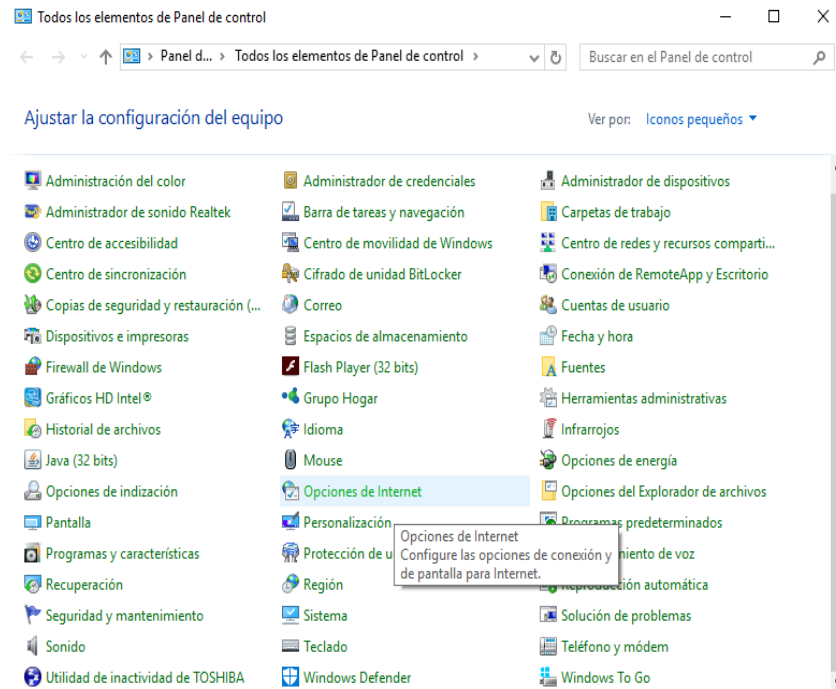 Todos los elementos de Panel de control
Panel d... > Todos los elementos de Panel de control >
Buscar en el Panel de control
Ajustar la configuración del equipo
Ver por: Iconos pequeños
Administración del color
Administrador de credenciales
Administrador de dispositivos
Administrador de sonido Realtek
Barra de tareas y navegación
Carpetas de trabajo
Centro de accesibilidad
Centro de movilidad de Windows
Centro de redes y recursos comparti...
Centro de sincronización
Cifrado de unidad BitLocker
Conexión de RemoteApp y Escritorio
Copias de seguridad y restauración (...
Correo
Cuentas de usuario
Dispositivos e impresoras
Espacios de almacenamiento
Fecha y hora
Firewall de Windows
Flash Player (32 bits)
Fuentes
Gráficos HD Intel®
Grupo Hogar
Herramientas administrativas
Historial de archivos
Idioma
Infrarrojos
Java (32 bits)
Mouse
Opciones de energía
Opciones de indización
Opciones de Internet
Opciones del Explorador de archivos
Pantalla
Personalización
Programas predeterminados
Opciones de Internet
Configure las opciones de conexión y
de pantalla para Internet.
Programas y características
Protección de u
miento de voz
Recuperación
Región
Reproducción automática
Seguridad y mantenimiento
Sistema
Solución de problemas
Sonido
Teclado
Teléfono y módem
Utilidad de inactividad de TOSHIBA
Windows Defender
Windows To Go